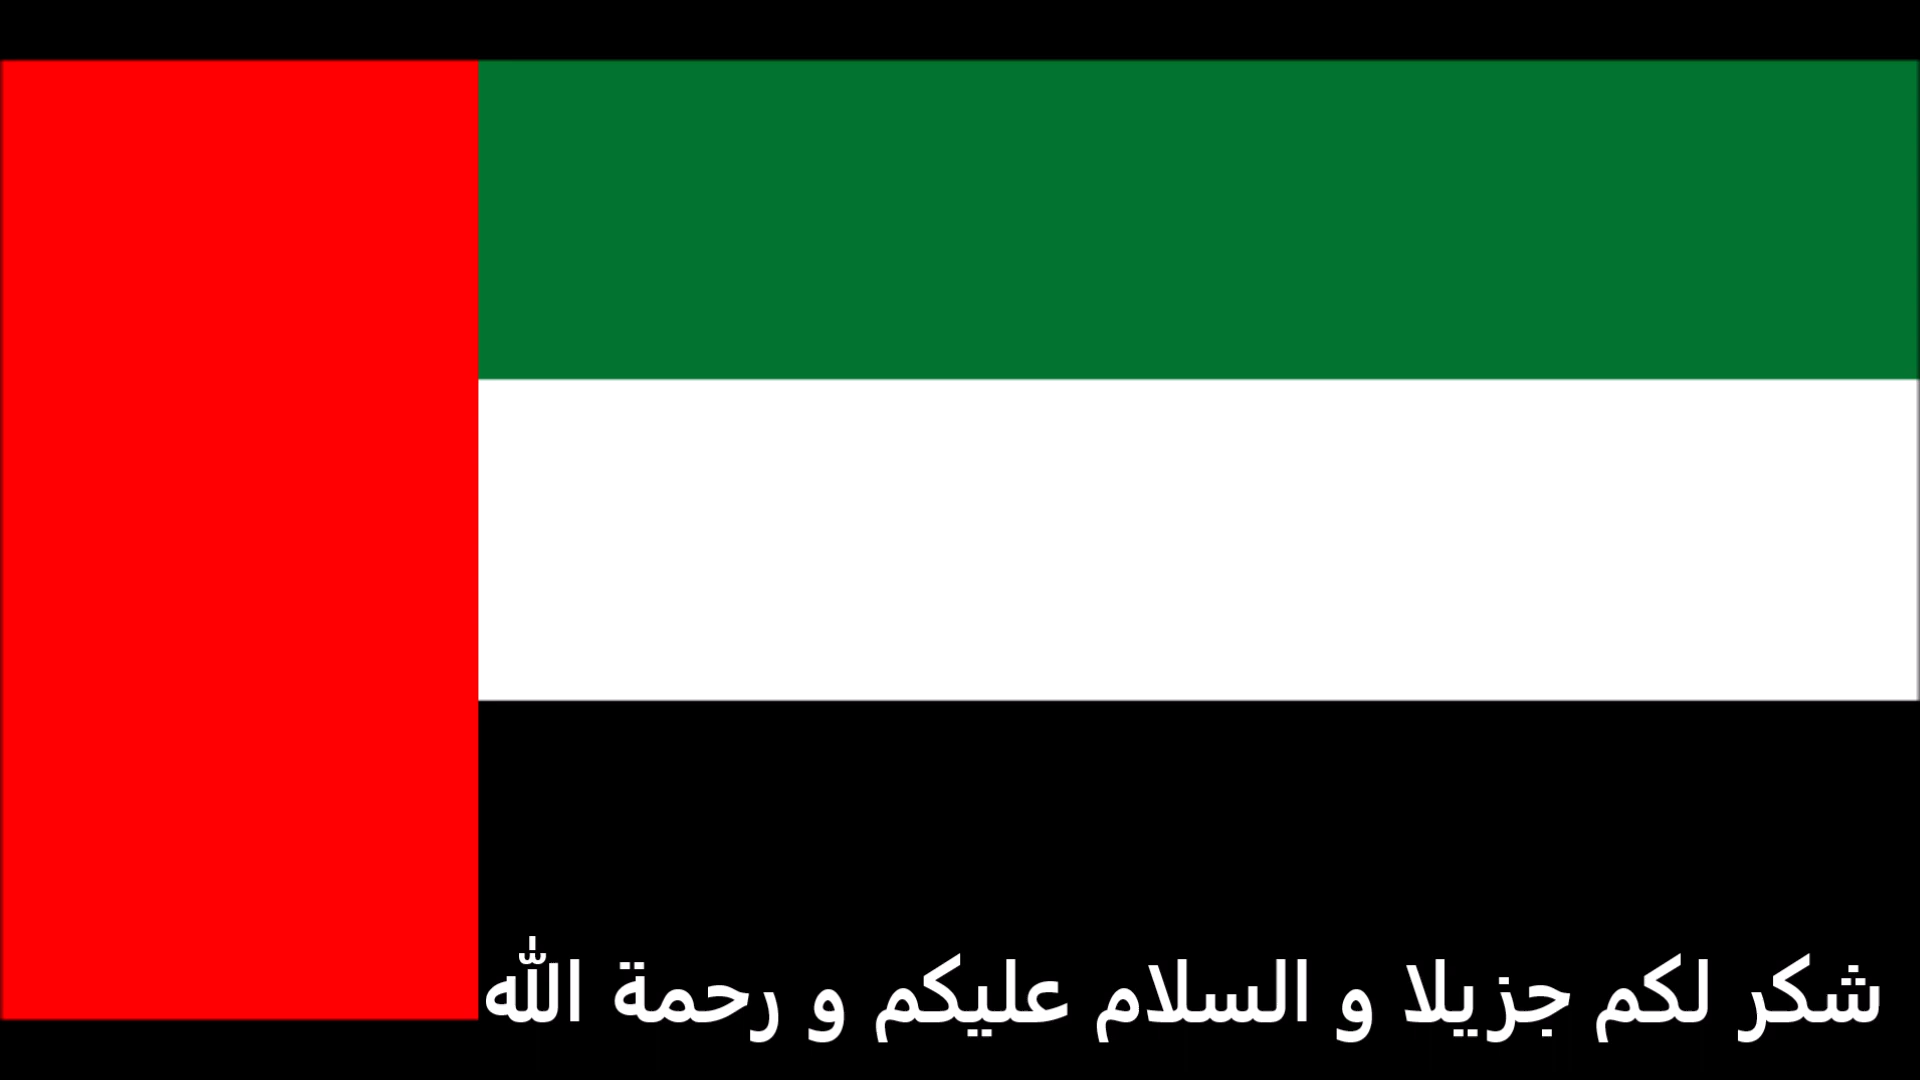 شكر لكم جزيلا و السلام عليكم و رحمة الله